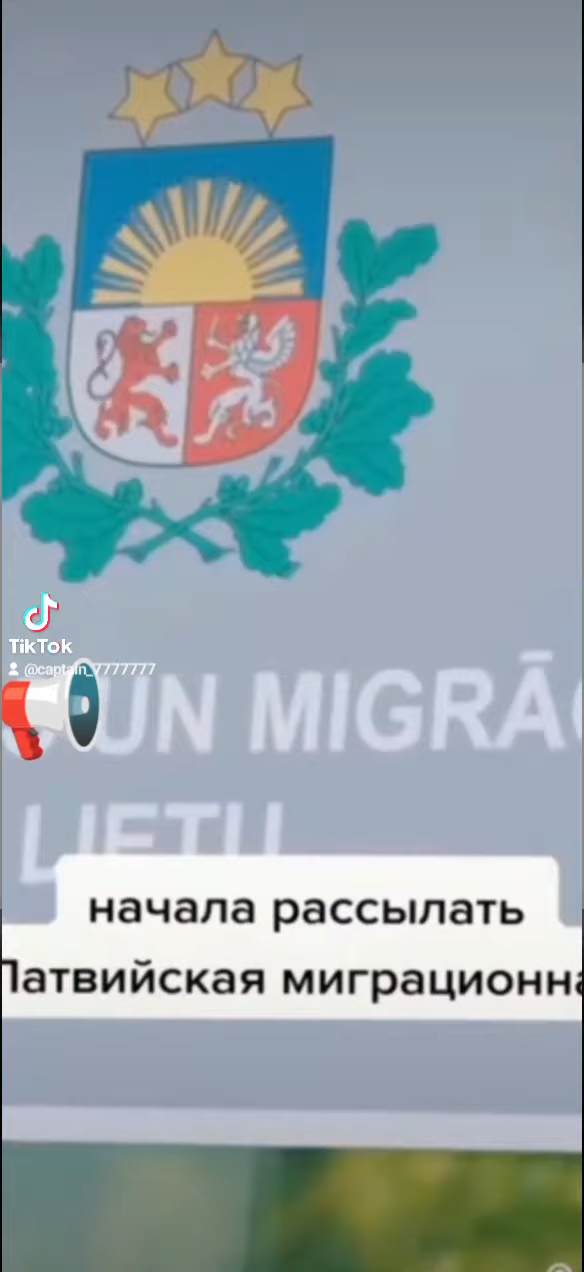 TikTok
@captain_7777777
UN MIGRĀ
LIETU
начала рассылать
Латвийская миграционна